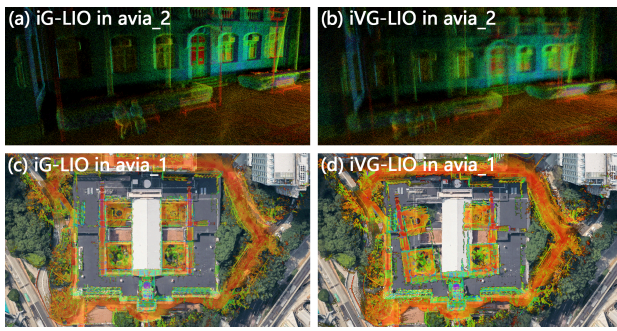 (a) iG-LIO in avia_2
(b) iVG-LIO in avia_2
(c) iG-LIO in avia_1
(d) iVG-LIO in avia_1